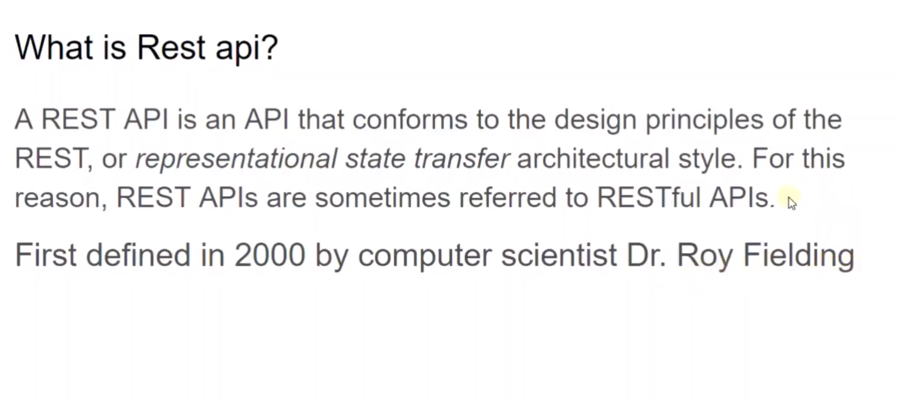 What is Rest api?
A REST API is an API that conforms to the design principles of the
REST, or representational state transfer architectural style. For this
reason, REST APIs are sometimes referred to RESTful APIs.
First defined in 2000 by computer scientist Dr. Roy Fielding